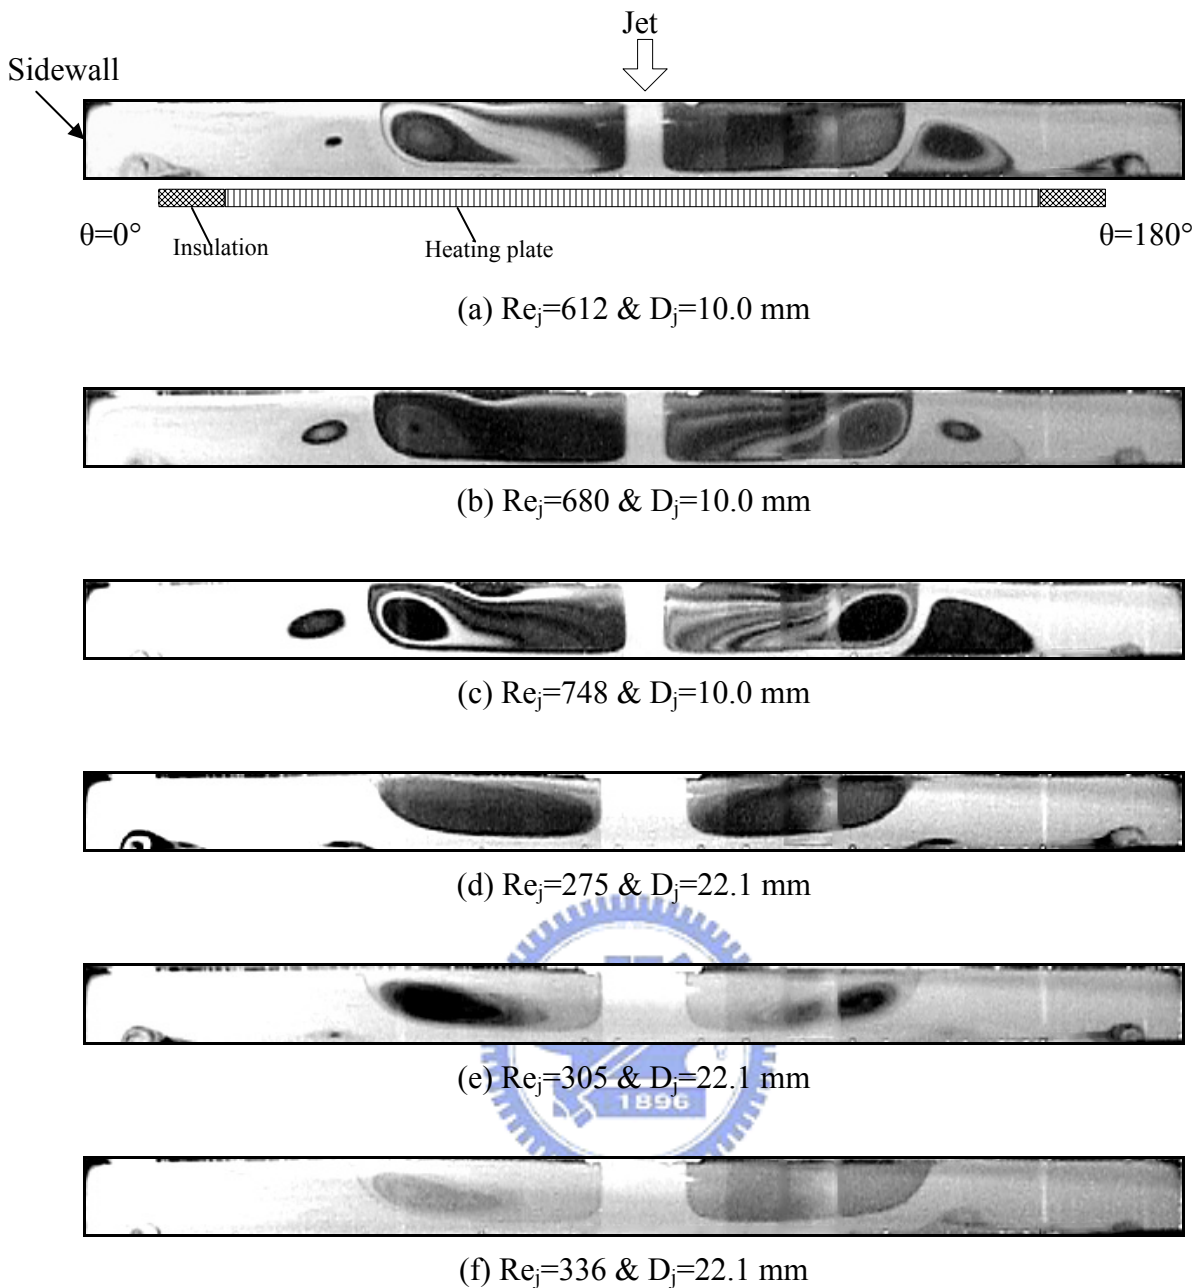 Jet
Sidewall
θ=0°
θ=180°
Insulation
Heating plate
(a) Reⱼ=612 & Dⱼ=10.0 mm
(b) Reⱼ=680 & Dⱼ=10.0 mm
(c) Reⱼ=748 & Dⱼ=10.0 mm
(d) Reⱼ=275 & Dⱼ=22.1 mm
(e) Reⱼ=305 & Dⱼ=22.1 mm
1896
(f) Reⱼ=336 & Dⱼ=22.1 mm